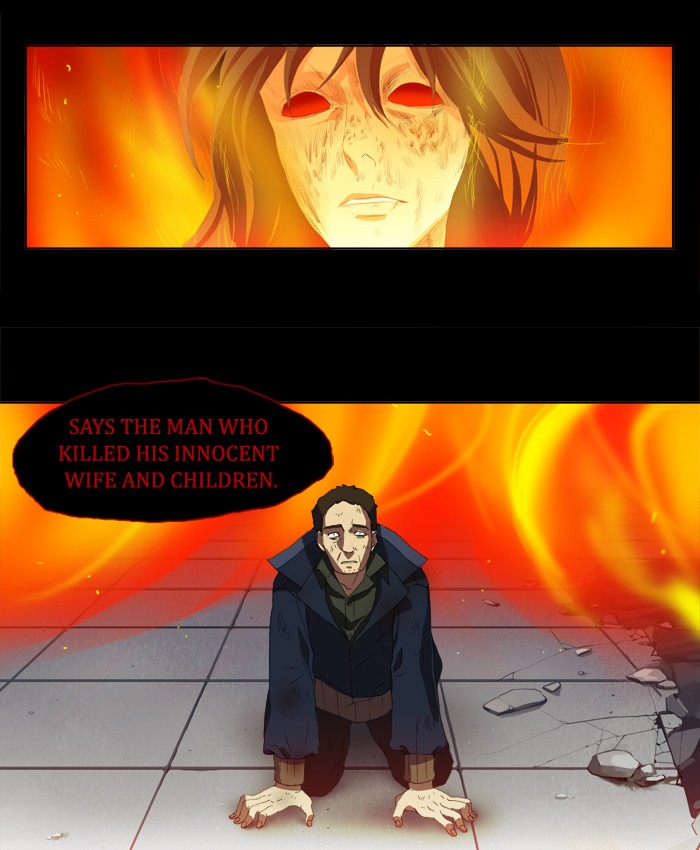 SAYS THE MAN WHO
KILLED HIS INNOCENT
WIFE AND CHILDREN.